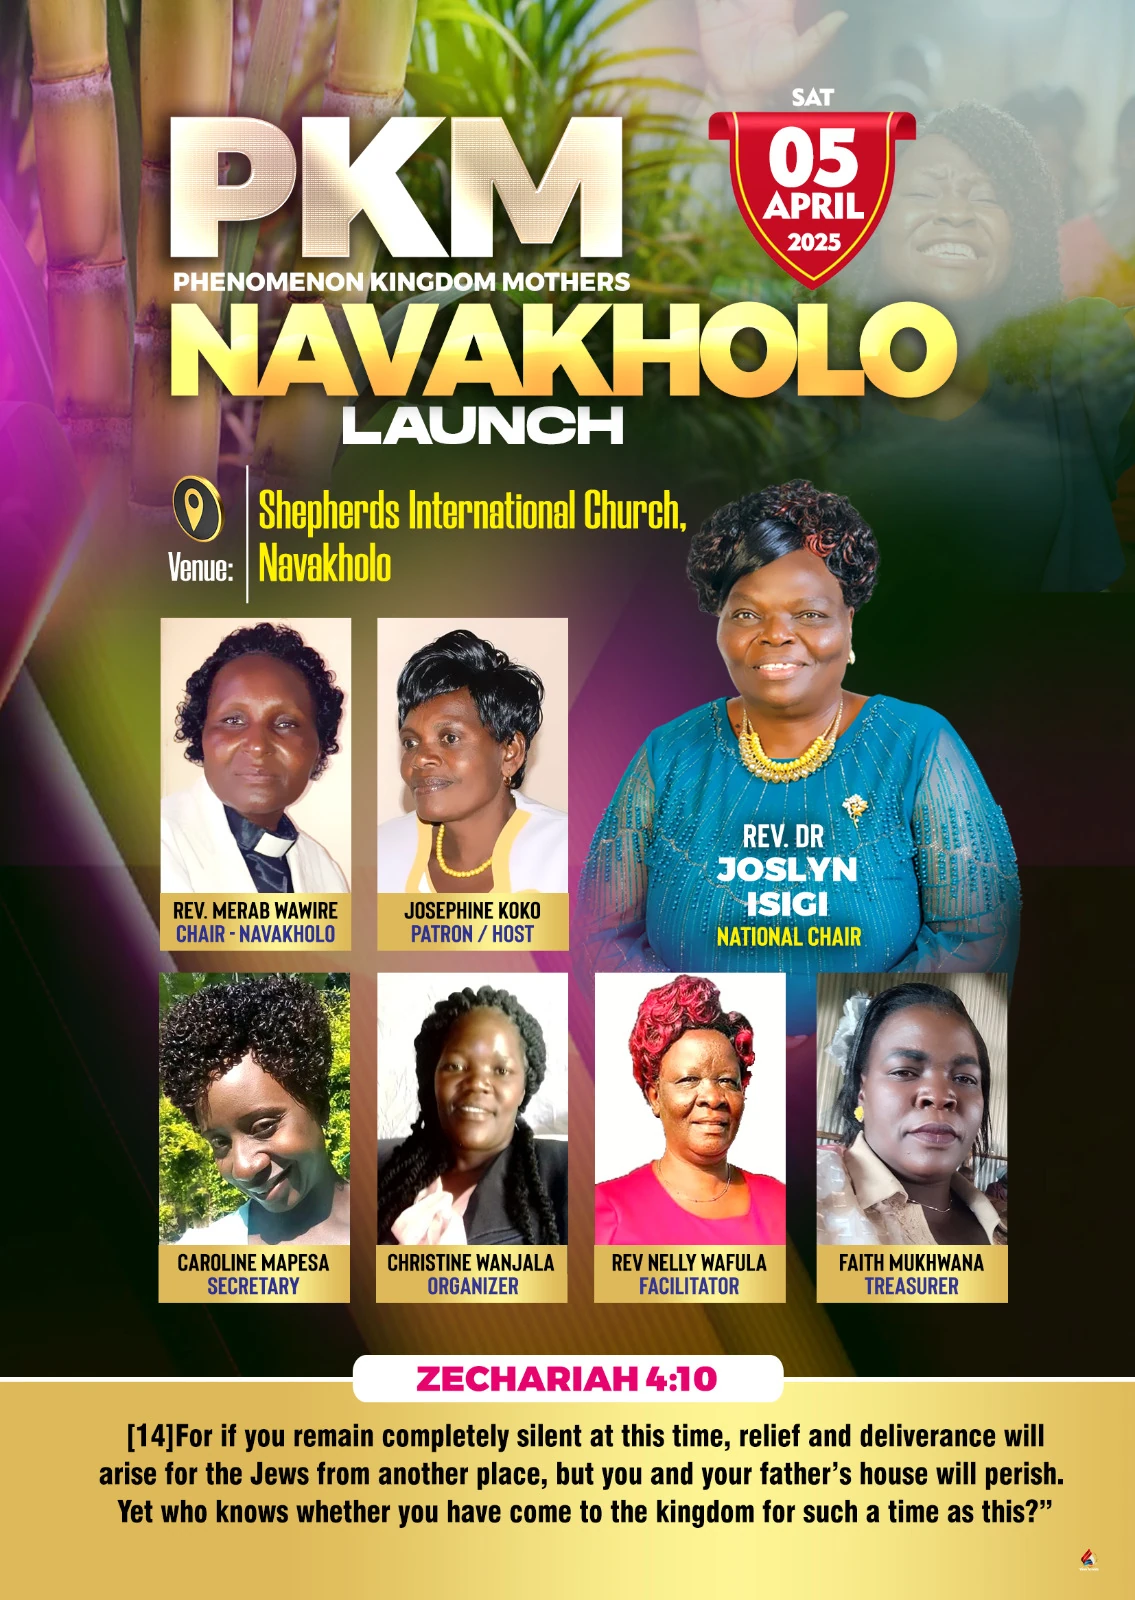 SAT
05
APRIL
2025
PKM
PHENOMENON KINGDOM MOTHERS
NAVAKHOLO
LAUNCH
Venue:
Shepherds International Church,
Navakholo
REV. DR
JOSLYN
ISIGI
NATIONAL CHAIR
REV. MERAB WAWIRE
CHAIR - NAVAKHOLO
JOSEPHINE KOKO
PATRON / HOST
CAROLINE MAPESA
SECRETARY
CHRISTINE WANJALA
ORGANIZER
REV NELLY WAFULA
FACILITATOR
FAITH MUKHWANA
TREASURER
ZECHARIAH 4:10
[14]For if you remain completely silent at this time, relief and deliverance will
arise for the Jews from another place, but you and your father's house will perish.
Yet who knows whether you have come to the kingdom for such a time as this?”